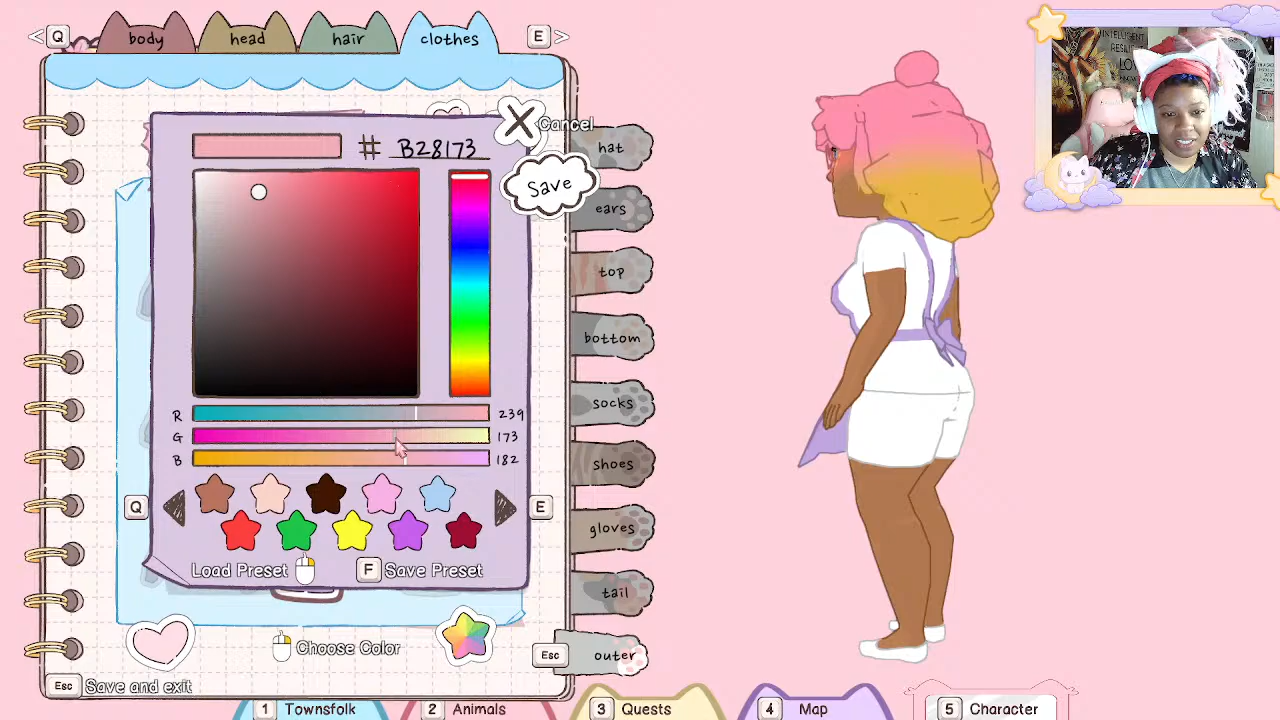 < Q body head hair clothes E >
# B28173
Cancel
Save
hat
ears
top
bottom
socks
shoes
gloves
tail
outer
R 239
G 173
B 182
Q E
Load Preset F Save Preset
Choose Color
Esc
Esc Save and exit
1 Townsfolk 2 Animals 3 Quests 4 Map 5 Character
INTELLIGENT